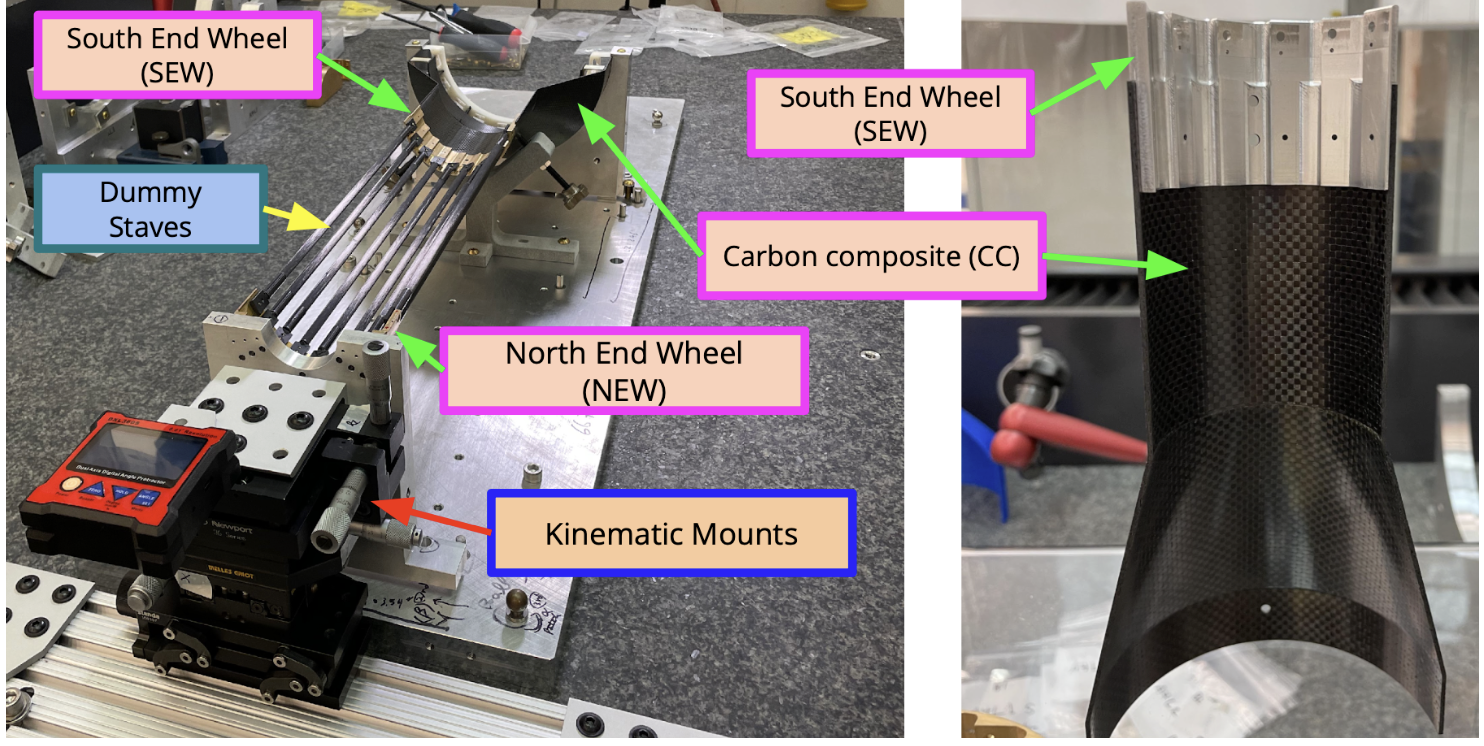 South End Wheel
(SEW)
South End Wheel
(SEW)
Dummy
Staves
Carbon composite (CC)
North End Wheel
(NEW)
Dual-Axis Digital Angle Protractor
Newport
Kinematic Mounts